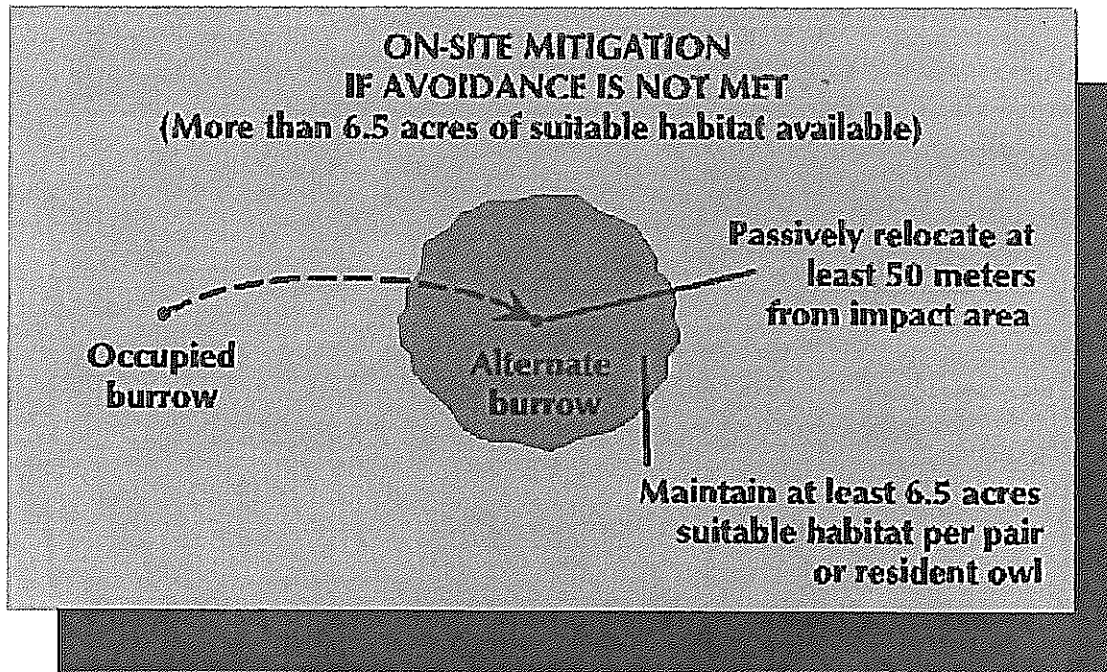 ON-SITE MITIGATION
IF AVOIDANCE IS NOT MET
(More than 6.5 acres of suitable habitat available)
Passively relocate at
least 50 meters
from impact area
Occupied
burrow
Alternate
burrow
Maintain at least 6.5 acres
suitable habitat per pair
or resident owl